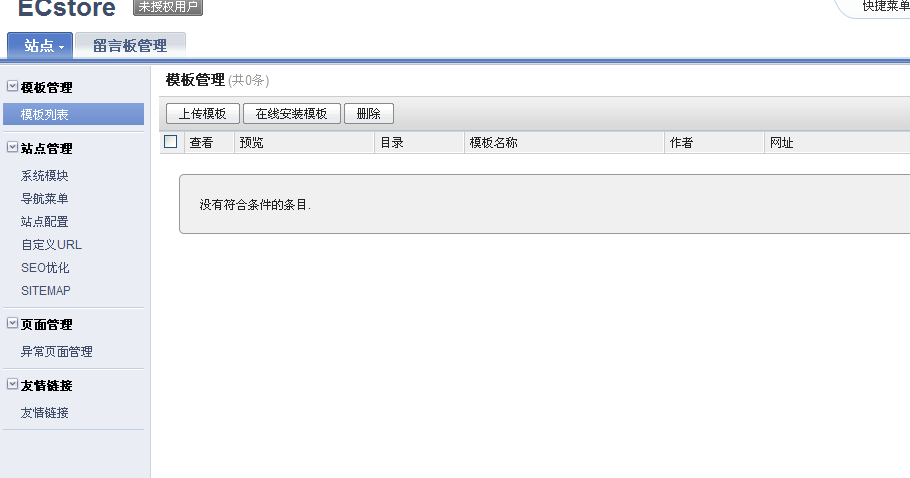 ECstore 未授权用户 快捷菜单
站点 留言板管理
模板管理
模板列表
站点管理
系统模块
导航菜单
站点配置
自定义URL
SEO优化
SITEMAP
页面管理
异常页面管理
友情链接
友情链接
模板管理 (共0条)
上传模板 在线安装模板 删除
查看 预览 目录 模板名称 作者 网址
没有符合条件的条目.